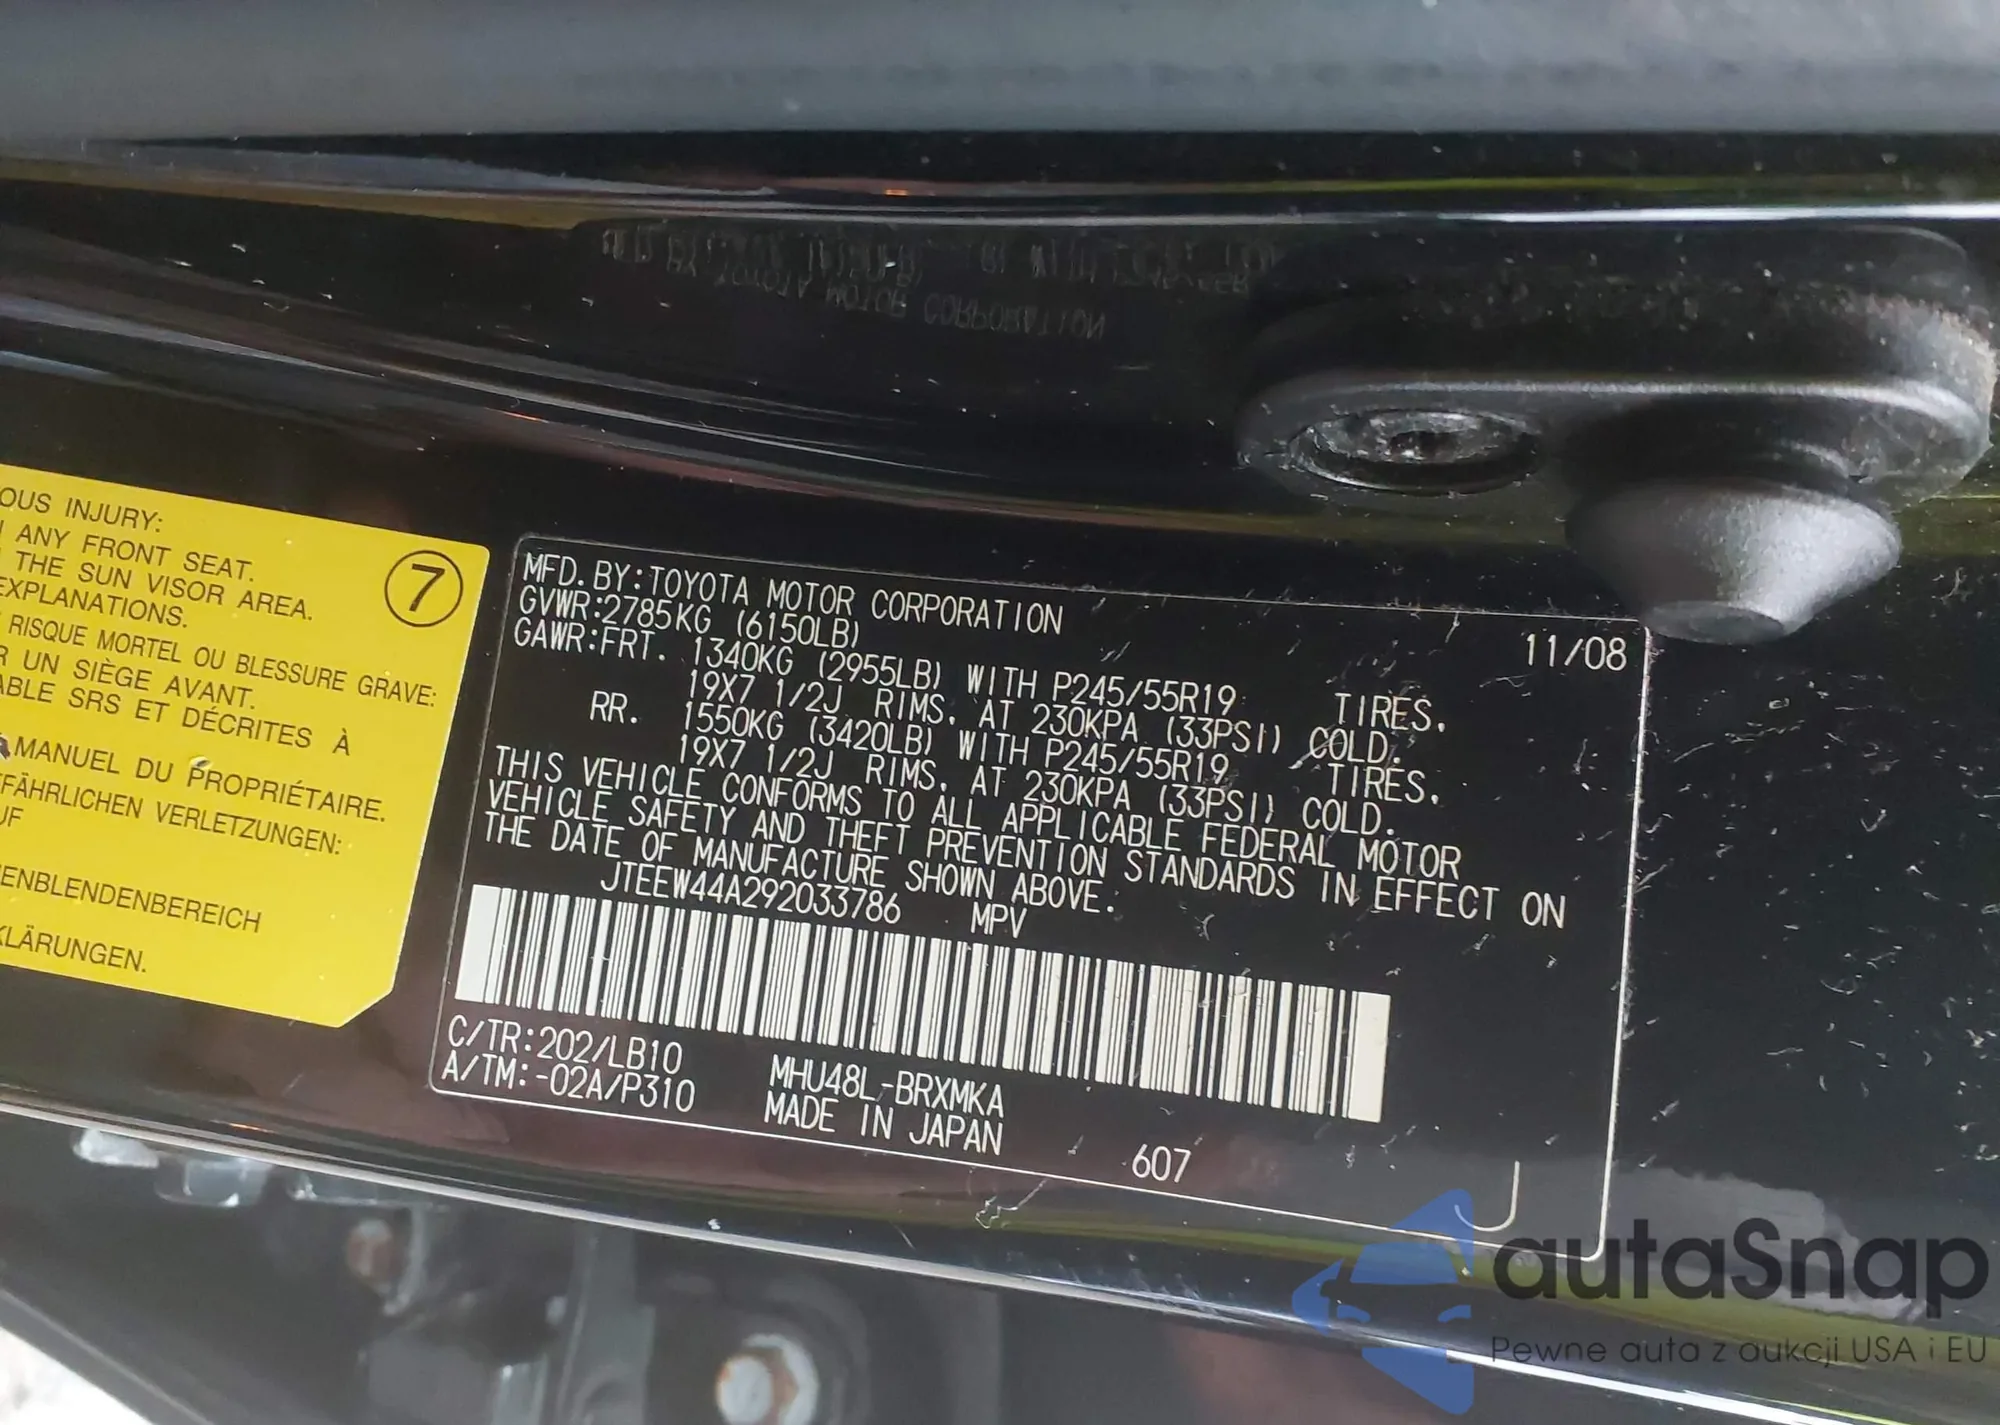 OUS INJURY:
ANY FRONT SEAT.
THE SUN VISOR AREA.
EXPLANATIONS.
RISQUE MORTEL OU BLESSURE GRAVE:
R UN SIÈGE AVANT.
ABLE SRS ET DÉCRITES À
MANUEL DU PROPRIÉTAIRE.
EFÄHRLICHEN VERLETZUNGEN:
UF
ENBLENDENBEREICH
KLÄRUNGEN.
7
MFD. BY: TOYOTA MOTOR CORPORATION 11/08
GVWR:2785KG (6150LB)
GAWR:FRT. 1340KG (2955LB) WITH P245/55R19 TIRES.
19X7 1/2J RIMS. AT 230KPA (33PSI) COLD.
RR. 1550KG (3420LB) WITH P245/55R19 TIRES.
19X7 1/2J RIMS. AT 230KPA (33PSI) COLD.
THIS VEHICLE CONFORMS TO ALL APPLICABLE FEDERAL MOTOR
VEHICLE SAFETY AND THEFT PREVENTION STANDARDS IN EFFECT ON
THE DATE OF MANUFACTURE SHOWN ABOVE.
JTEEW44A292033786 MPV
C/TR:202/LB10 MHU48L-BRXMKA
A/TM:-02A/P310 MADE IN JAPAN
607 J
autaSnap
Pewne auta z aukcji USA i EU